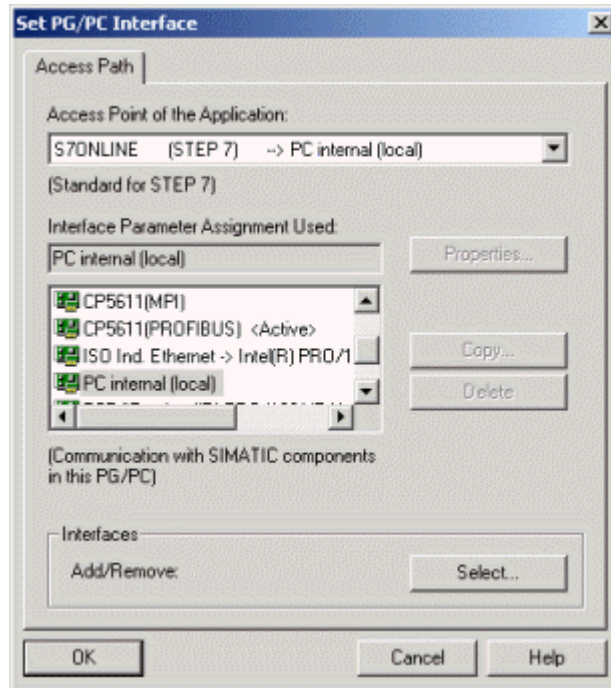 Set PG/PC Interface
Access Path
Access Point of the Application:
S7ONLINE (STEP 7) --> PC internal (local)
(Standard for STEP 7)
Interface Parameter Assignment Used:
PC internal (local)
Properties...
CP5611(MPI)
CP5611(PROFIBUS) <Active>
ISO Ind. Ethernet -> Intel(R) PRO/1
PC internal (local)
Copy...
Delete
(Communication with SIMATIC components
in this PG/PC)
Interfaces
Add/Remove:
Select...
OK
Cancel
Help